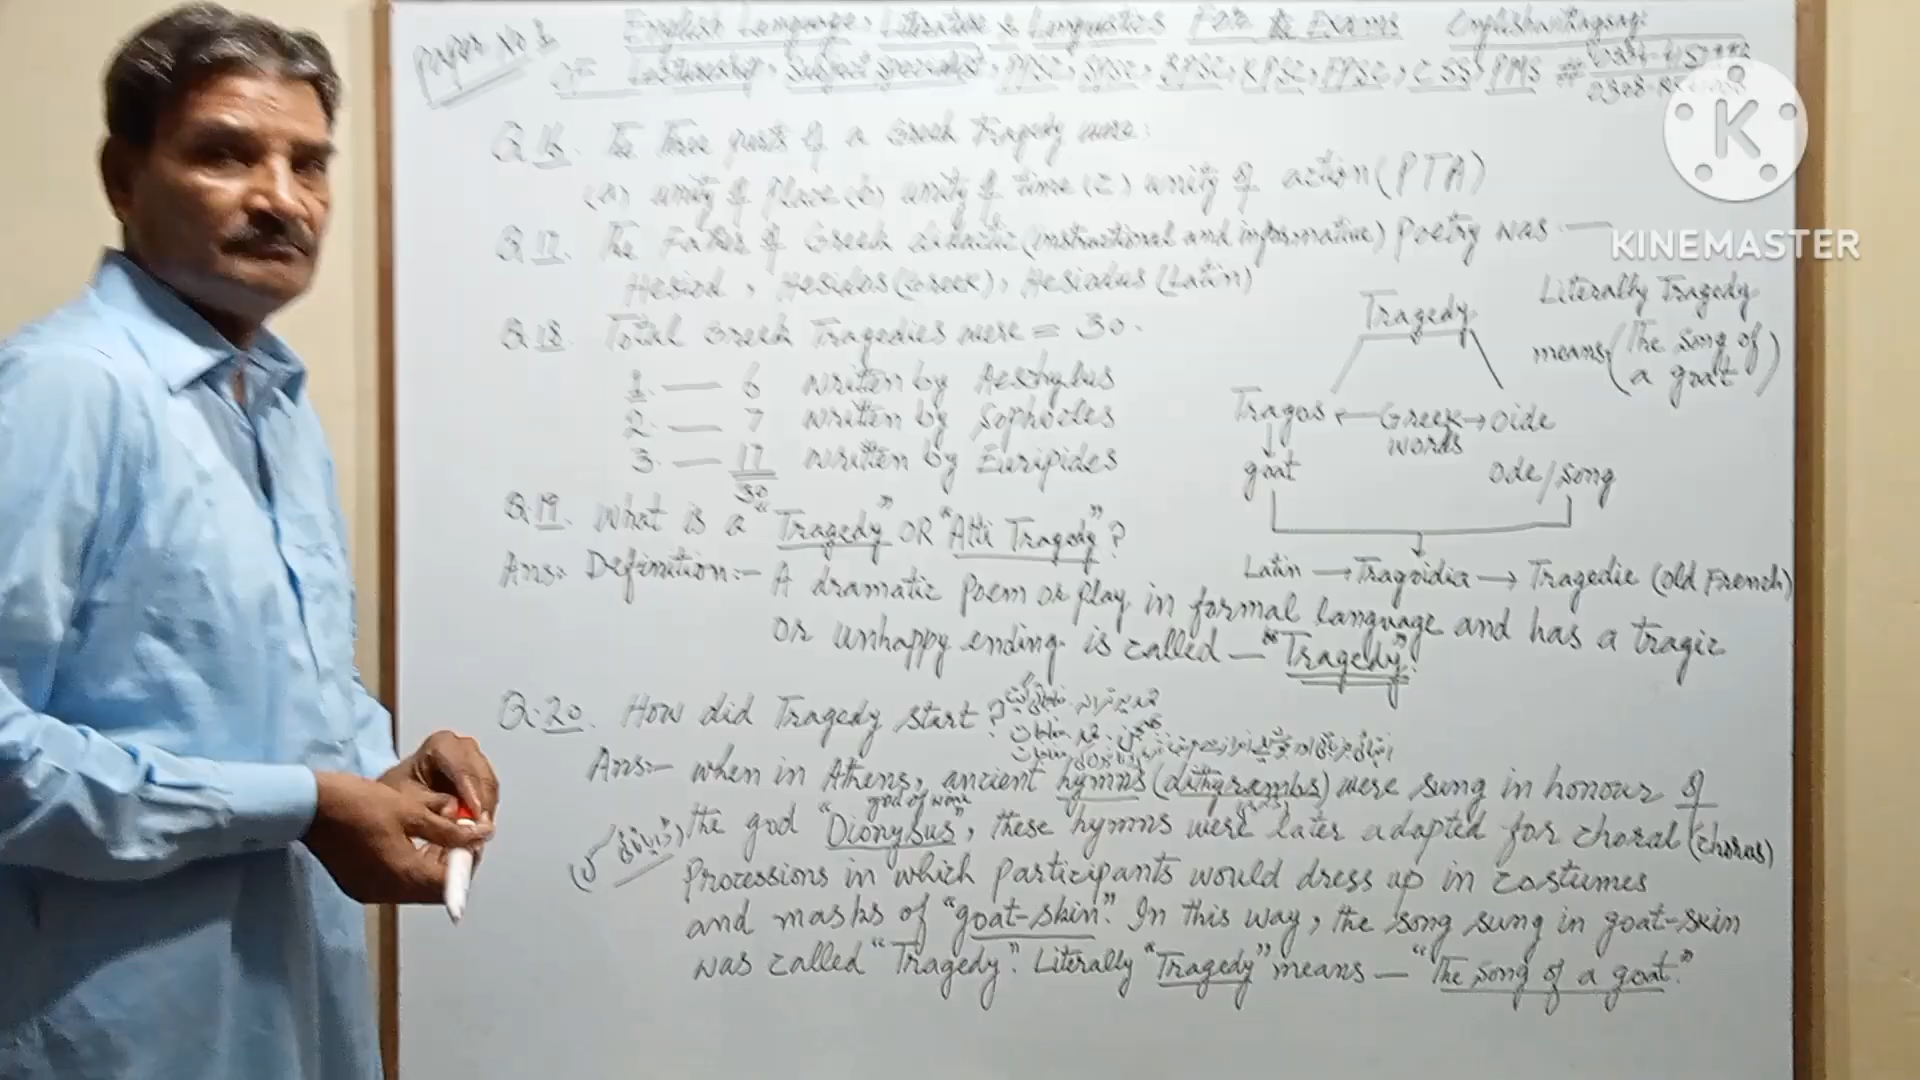 Paper No 1
English Language, Literature & Linguistics For & Exams
OF Lectureship, Subject Specialist, PPSC, SPSC, BPSC, KPSC, FPSC, CSS, PMS #
K
KINEMASTER
Q.16. The Three parts of a Greek Tragedy were:
(a) unity of place (b) unity of time (c) unity of action (PTA)
Q.17. The Father of Greek didactic (instructional and informative) Poetry was —
Hesiod, Hesiodos (Greek), Hesiodus (Latin)
Q.18. Total Greek Tragedies were = 30.
1. — 6 written by Aeschylus
2. — 7 written by Sophocles
3. — 17 written by Euripides
30
Tragedy
Literally Tragedy
means (The song of
a goat)
Tragos ← Greek → oide
words
goat ode/song
Latin → Tragoidia → Tragedie (old French)
Q.19. What is a "Tragedy" OR "Atti Tragedy"?
Ans:- Definition:- A dramatic poem or play in formal language and has a tragic
or unhappy ending is called — "Tragedy".
Q.20. How did Tragedy start?
Ans:- when in Athens, ancient hymns (dithyrambs) were sung in honour of
god of wine
the god "Dionybus", these hymns were later adapted for choral (chorus)
Processions in which participants would dress up in costumes
and masks of "goat-skin". In this way, the song sung in goat-skin
was called "Tragedy". Literally "Tragedy" means — "The song of a goat."